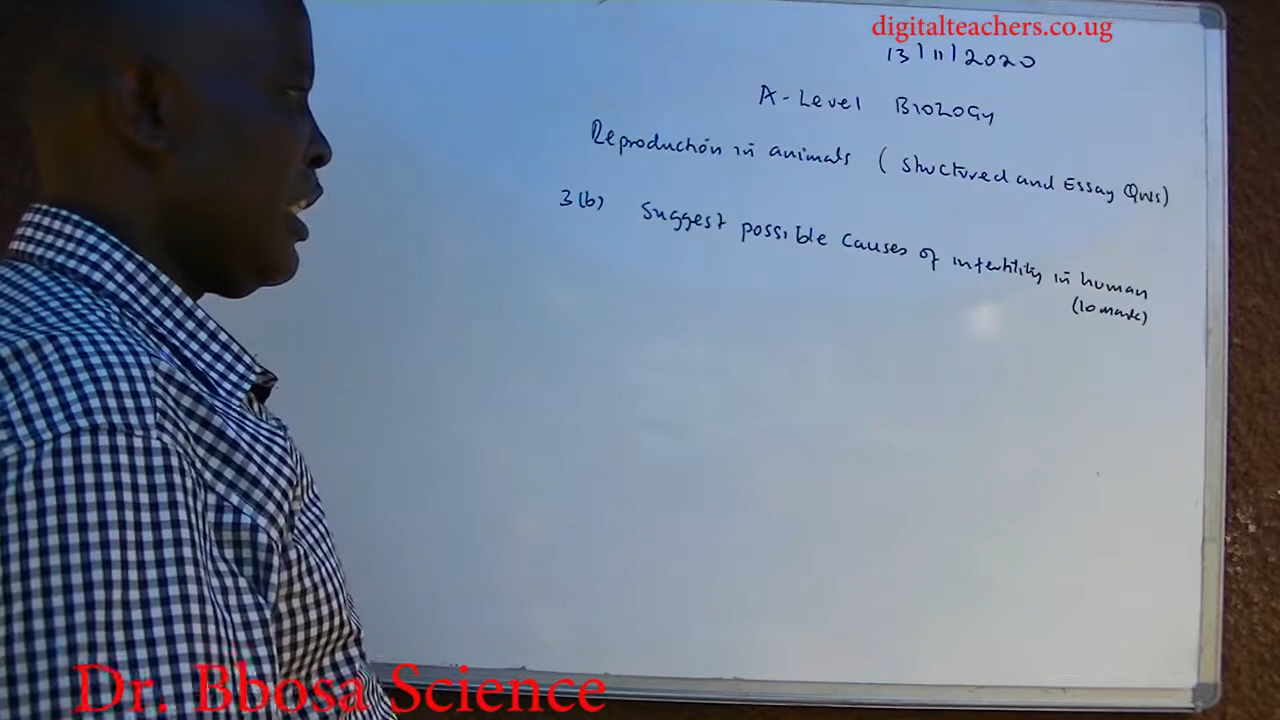 digitalteachers.co.ug
13/11/2020
A-Level BIOLOGY
Reproduction in animals (Structured and Essay Qns)
3(b) Suggest possible causes of infertility in human
(10 marks)
Dr. Bbosa Science